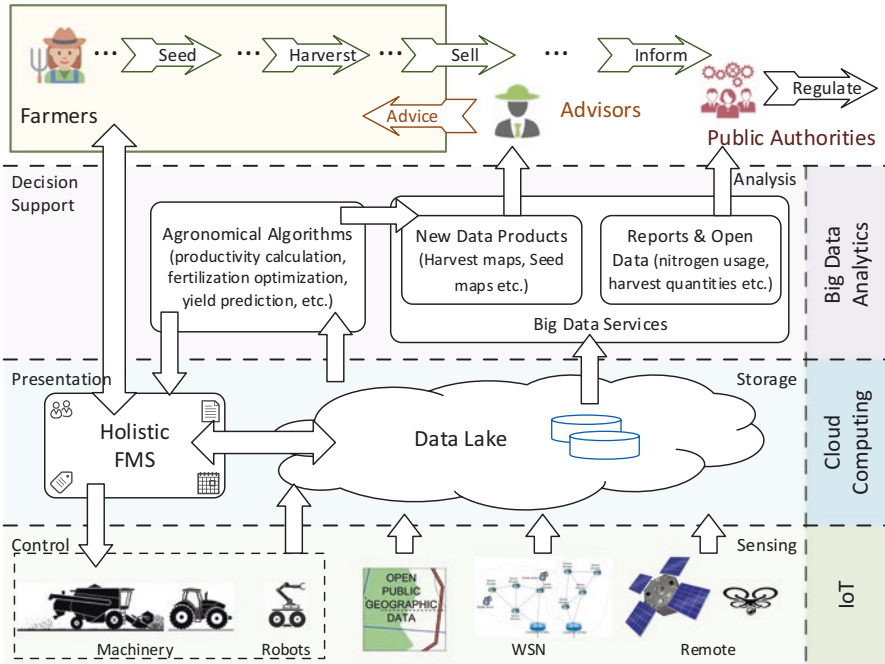 ... Seed ... Harverst ... Sell ... Inform
Regulate
Farmers
Advice
Advisors
Public Authorities
Decision
Support
Analysis
Agronomical Algorithms
(productivity calculation,
fertilization optimization,
yield prediction, etc.)
New Data Products
(Harvest maps, Seed
maps etc.)
Reports & Open
Data (nitrogen usage,
harvest quantities etc.)
Big Data Services
Big Data
Analytics
Presentation
Storage
Holistic
FMS
Data Lake
Cloud
Computing
Control
Sensing
OPEN
PUBLIC
GEOGRAPHIC
DATA
Machinery
Robots
WSN
Remote
IoT